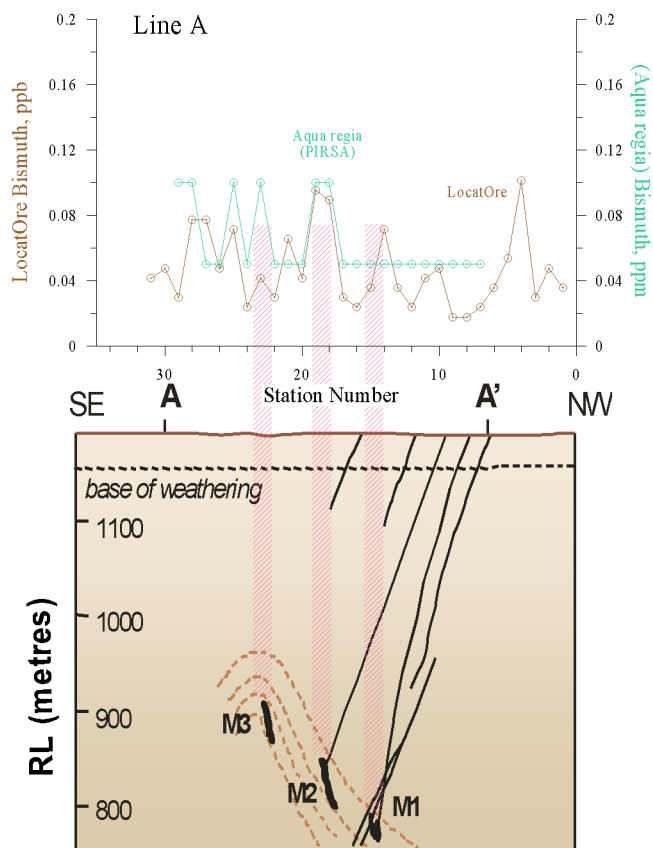 Line A
0.2
0.16
0.12
0.08
0.04
0
LocatOre Bismuth, ppb
0.2
0.16
0.12
0.08
0.04
0
(Aqua regia) Bismuth, ppm
Aqua regia
(PIRSA)
LocatOre
30
20
10
0
Station Number
SE
A
A'
NW
base of weathering
1100
1000
900
800
RL (metres)
M3
M2
M1